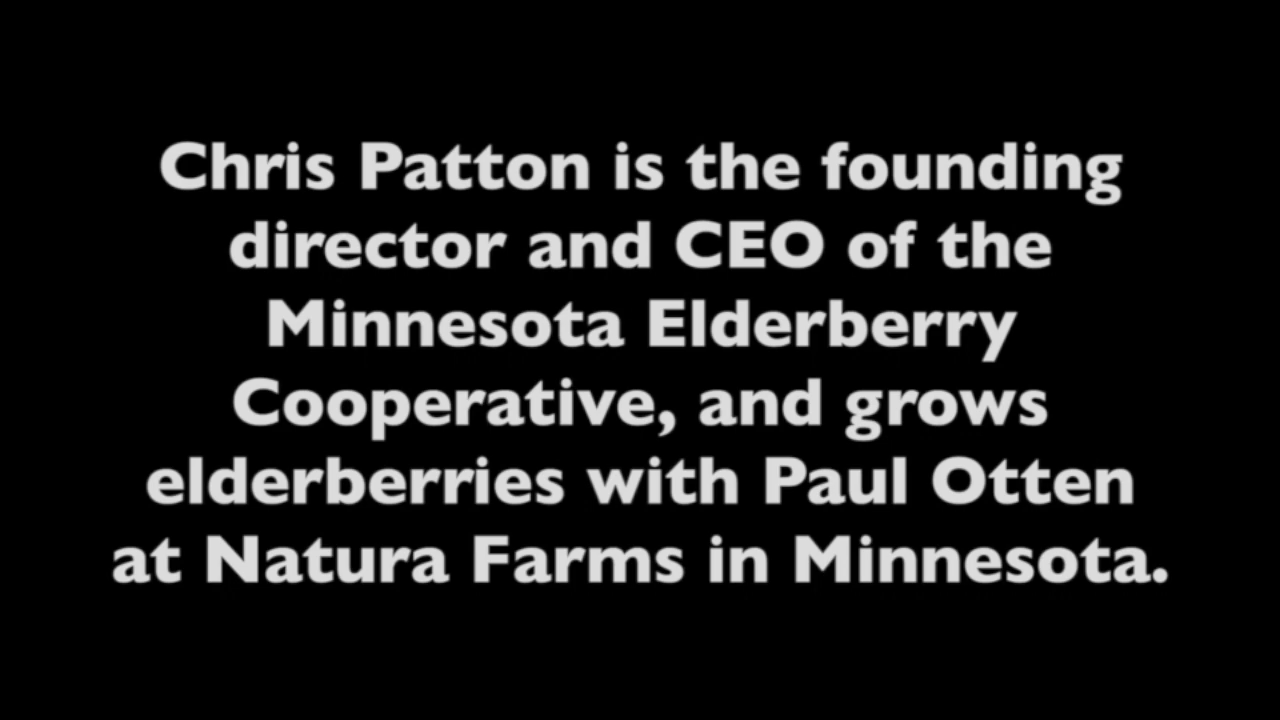 Chris Patton is the founding
director and CEO of the
Minnesota Elderberry
Cooperative, and grows
elderberries with Paul Otten
at Natura Farms in Minnesota.